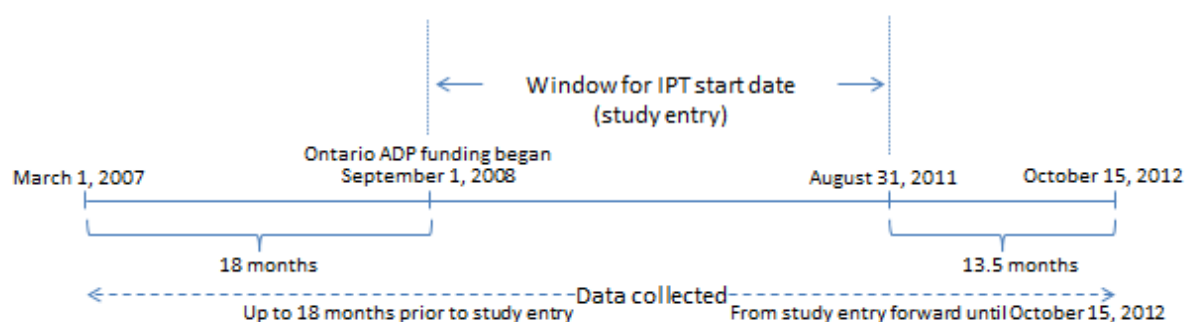 Window for IPT start date
(study entry)
Ontario ADP funding began
March 1, 2007
September 1, 2008
August 31, 2011
October 15, 2012
18 months
13.5 months
Data collected
Up to 18 months prior to study entry
From study entry forward until October 15, 2012